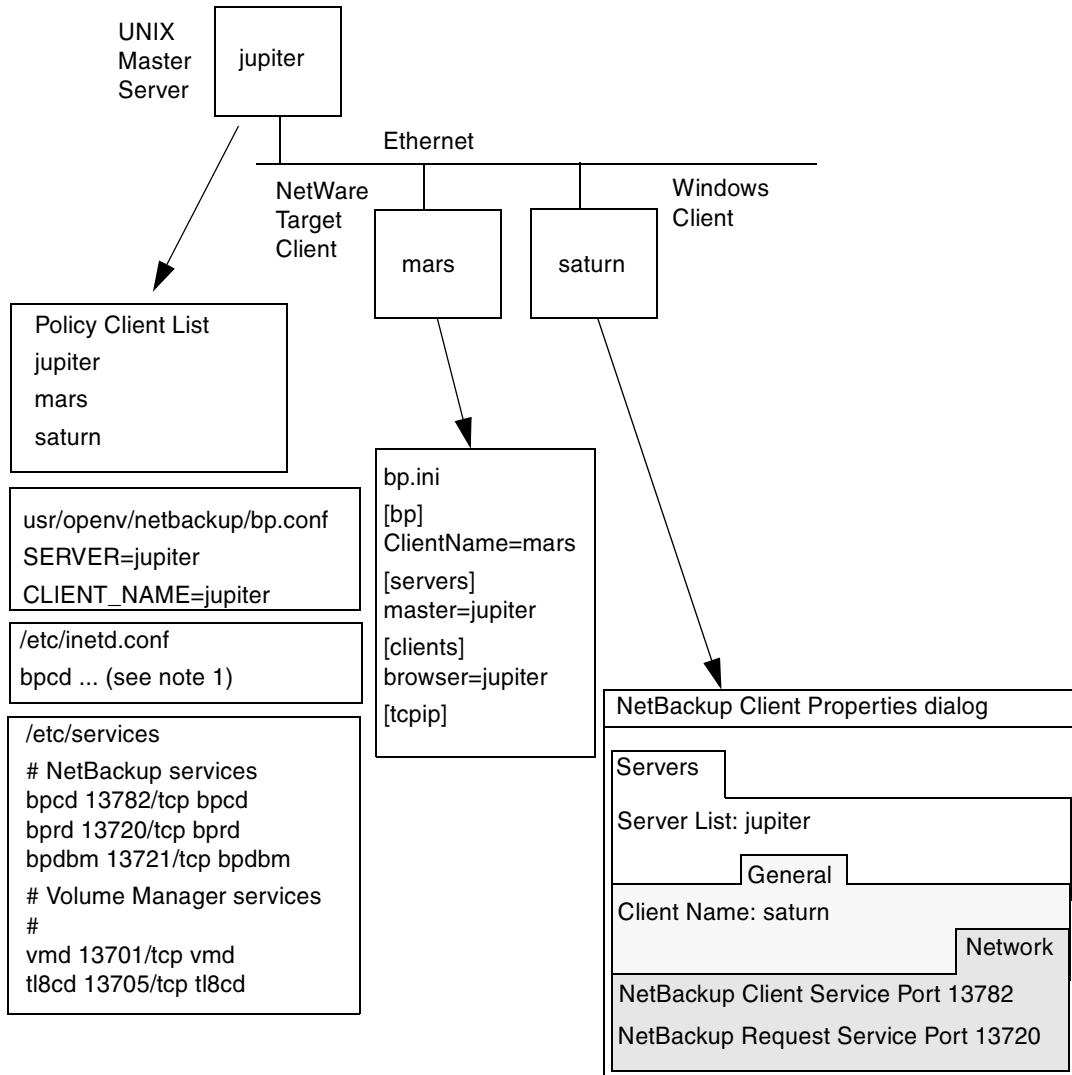 UNIX
Master
Server
jupiter
Ethernet
NetWare
Target
Client
mars
saturn
Windows
Client
Policy Client List
jupiter
mars
saturn
usr/openv/netbackup/bp.conf
SERVER=jupiter
CLIENT_NAME=jupiter
/etc/inetd.conf
bpcd ... (see note 1)
/etc/services
# NetBackup services
bpcd 13782/tcp bpcd
bprd 13720/tcp bprd
bpdbm 13721/tcp bpdbm
# Volume Manager services
#
vmd 13701/tcp vmd
tl8cd 13705/tcp tl8cd
bp.ini
[bp]
ClientName=mars
[servers]
master=jupiter
[clients]
browser=jupiter
[tcpip]
NetBackup Client Properties dialog
Servers
Server List: jupiter
General
Client Name: saturn
Network
NetBackup Client Service Port 13782
NetBackup Request Service Port 13720